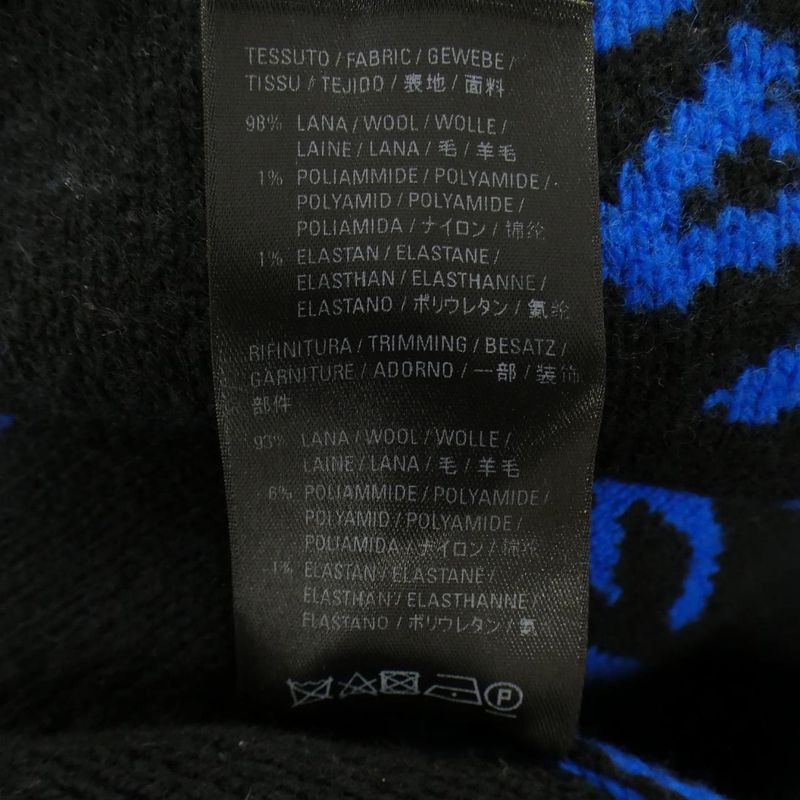 TESSUTO / FABRIC / GEWEBE /
TISSU / TEJIDO / 表地 / 面料
98% LANA / WOOL / WOLLE /
LAINE / LANA / 毛 / 羊毛
1% POLIAMMIDE / POLYAMIDE /
POLYAMID / POLYAMIDE /
POLIAMIDA / ナイロン / 锦纶
1% ELASTAN / ELASTANE /
ELASTHAN / ELASTHANNE /
ELASTANO / ポリウレタン / 氨纶
RIFINITURA / TRIMMING / BESATZ /
GARNITURE / ADORNO / 一部 / 装饰
部件
93% LANA / WOOL / WOLLE /
LAINE / LANA / 毛 / 羊毛
6% POLIAMMIDE / POLYAMIDE /
POLYAMID / POLYAMIDE /
POLIAMIDA / ナイロン / 锦纶
1% ELASTAN / ELASTANE /
ELASTHAN / ELASTHANNE /
ELASTANO / ポリウレタン / 氨
P